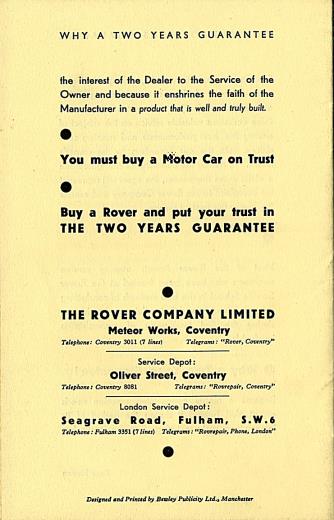 WHY A TWO YEARS GUARANTEE
the interest of the Dealer to the Service of the
Owner and because it enshrines the faith of the
Manufacturer in a product that is well and truly built.
You must buy a Motor Car on Trust
Buy a Rover and put your trust in
THE TWO YEARS GUARANTEE
THE ROVER COMPANY LIMITED
Meteor Works, Coventry
Telephone: Coventry 3011 (7 lines) Telegrams: "Rover, Coventry"
Service Depot:
Oliver Street, Coventry
Telephone: Coventry 8081 Telegrams: "Rovrepair, Coventry"
London Service Depot:
Seagrave Road, Fulham, S.W.6
Telephone: Fulham 3351 (7 lines) Telegrams: "Rovrepair, Phone, London"
Designed and Printed by Bewley Publicity Ltd., Manchester